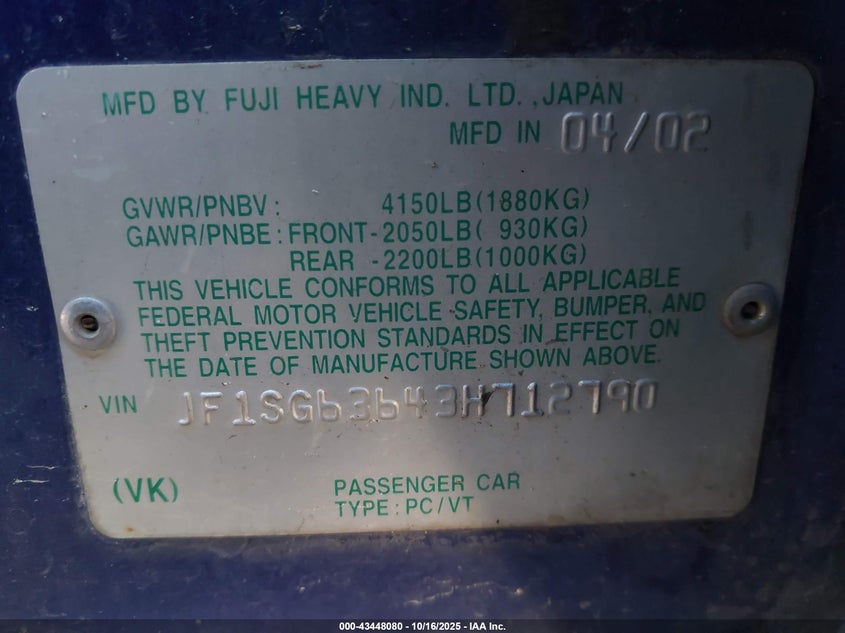 MFD BY FUJI HEAVY IND. LTD. ,JAPAN
MFD IN 04/02
GVWR/PNBV: 4150LB(1880KG)
GAWR/PNBE: FRONT-2050LB( 930KG)
REAR -2200LB(1000KG)
THIS VEHICLE CONFORMS TO ALL APPLICABLE
FEDERAL MOTOR VEHICLE SAFETY, BUMPER, AND
THEFT PREVENTION STANDARDS IN EFFECT ON
THE DATE OF MANUFACTURE SHOWN ABOVE.
VIN JF1SG63643H712790
(VK) PASSENGER CAR
TYPE: PC/VT
000-43448080 - 10/16/2025 - IAA Inc.